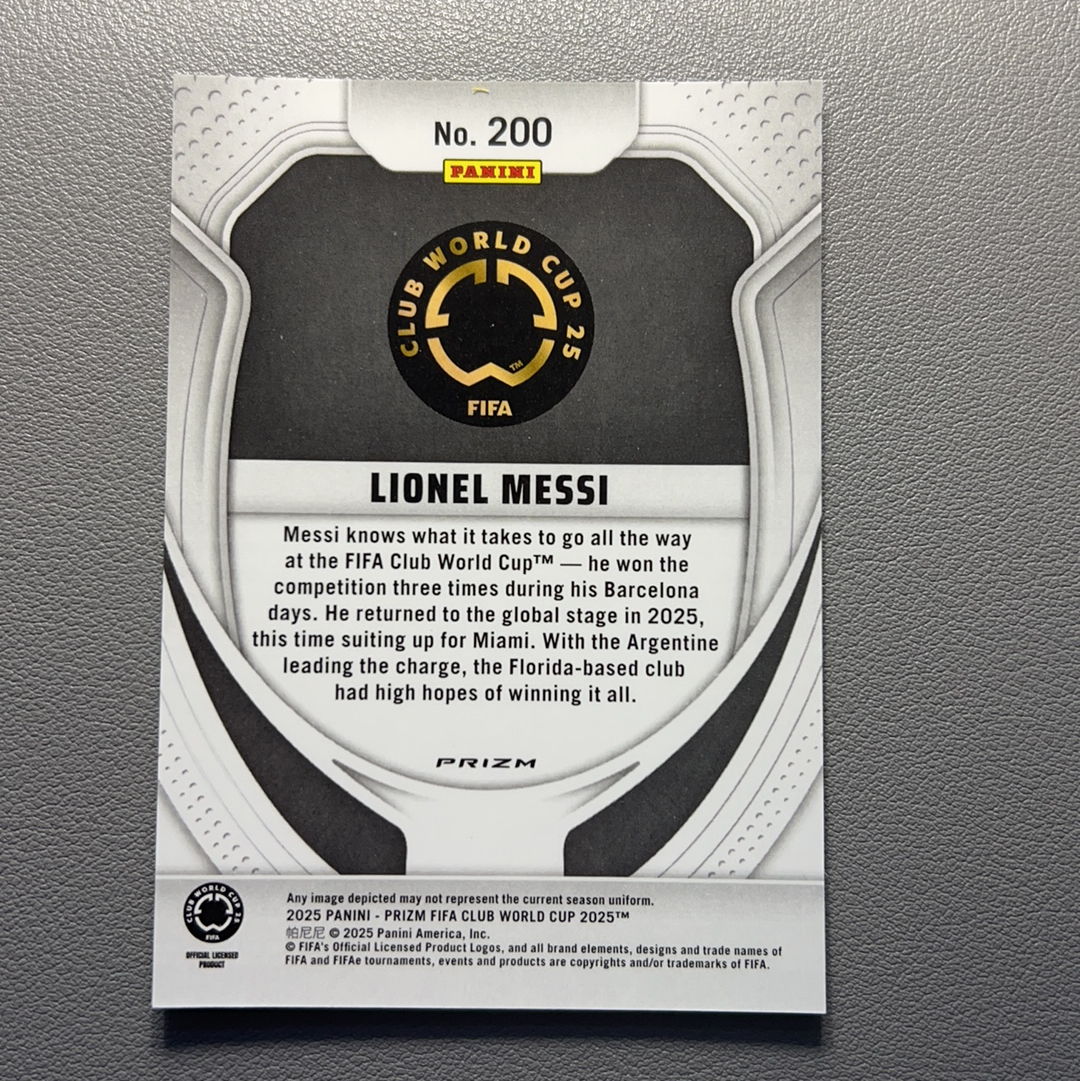 No. 200
PANINI
CLUB WORLD CUP 25
TM
FIFA
LIONEL MESSI
Messi knows what it takes to go all the way
at the FIFA Club World Cup™ — he won the
competition three times during his Barcelona
days. He returned to the global stage in 2025,
this time suiting up for Miami. With the Argentine
leading the charge, the Florida-based club
had high hopes of winning it all.
PRIZM
Any image depicted may not represent the current season uniform.
2025 PANINI - PRIZM FIFA CLUB WORLD CUP 2025™
帕尼尼 © 2025 Panini America, Inc.
© FIFA's Official Licensed Product Logos, and all brand elements, designs and trade names of
FIFA and FIFAe tournaments, events and products are copyrights and/or trademarks of FIFA.
CLUB WORLD CUP 25
FIFA
OFFICIAL LICENSED
PRODUCT